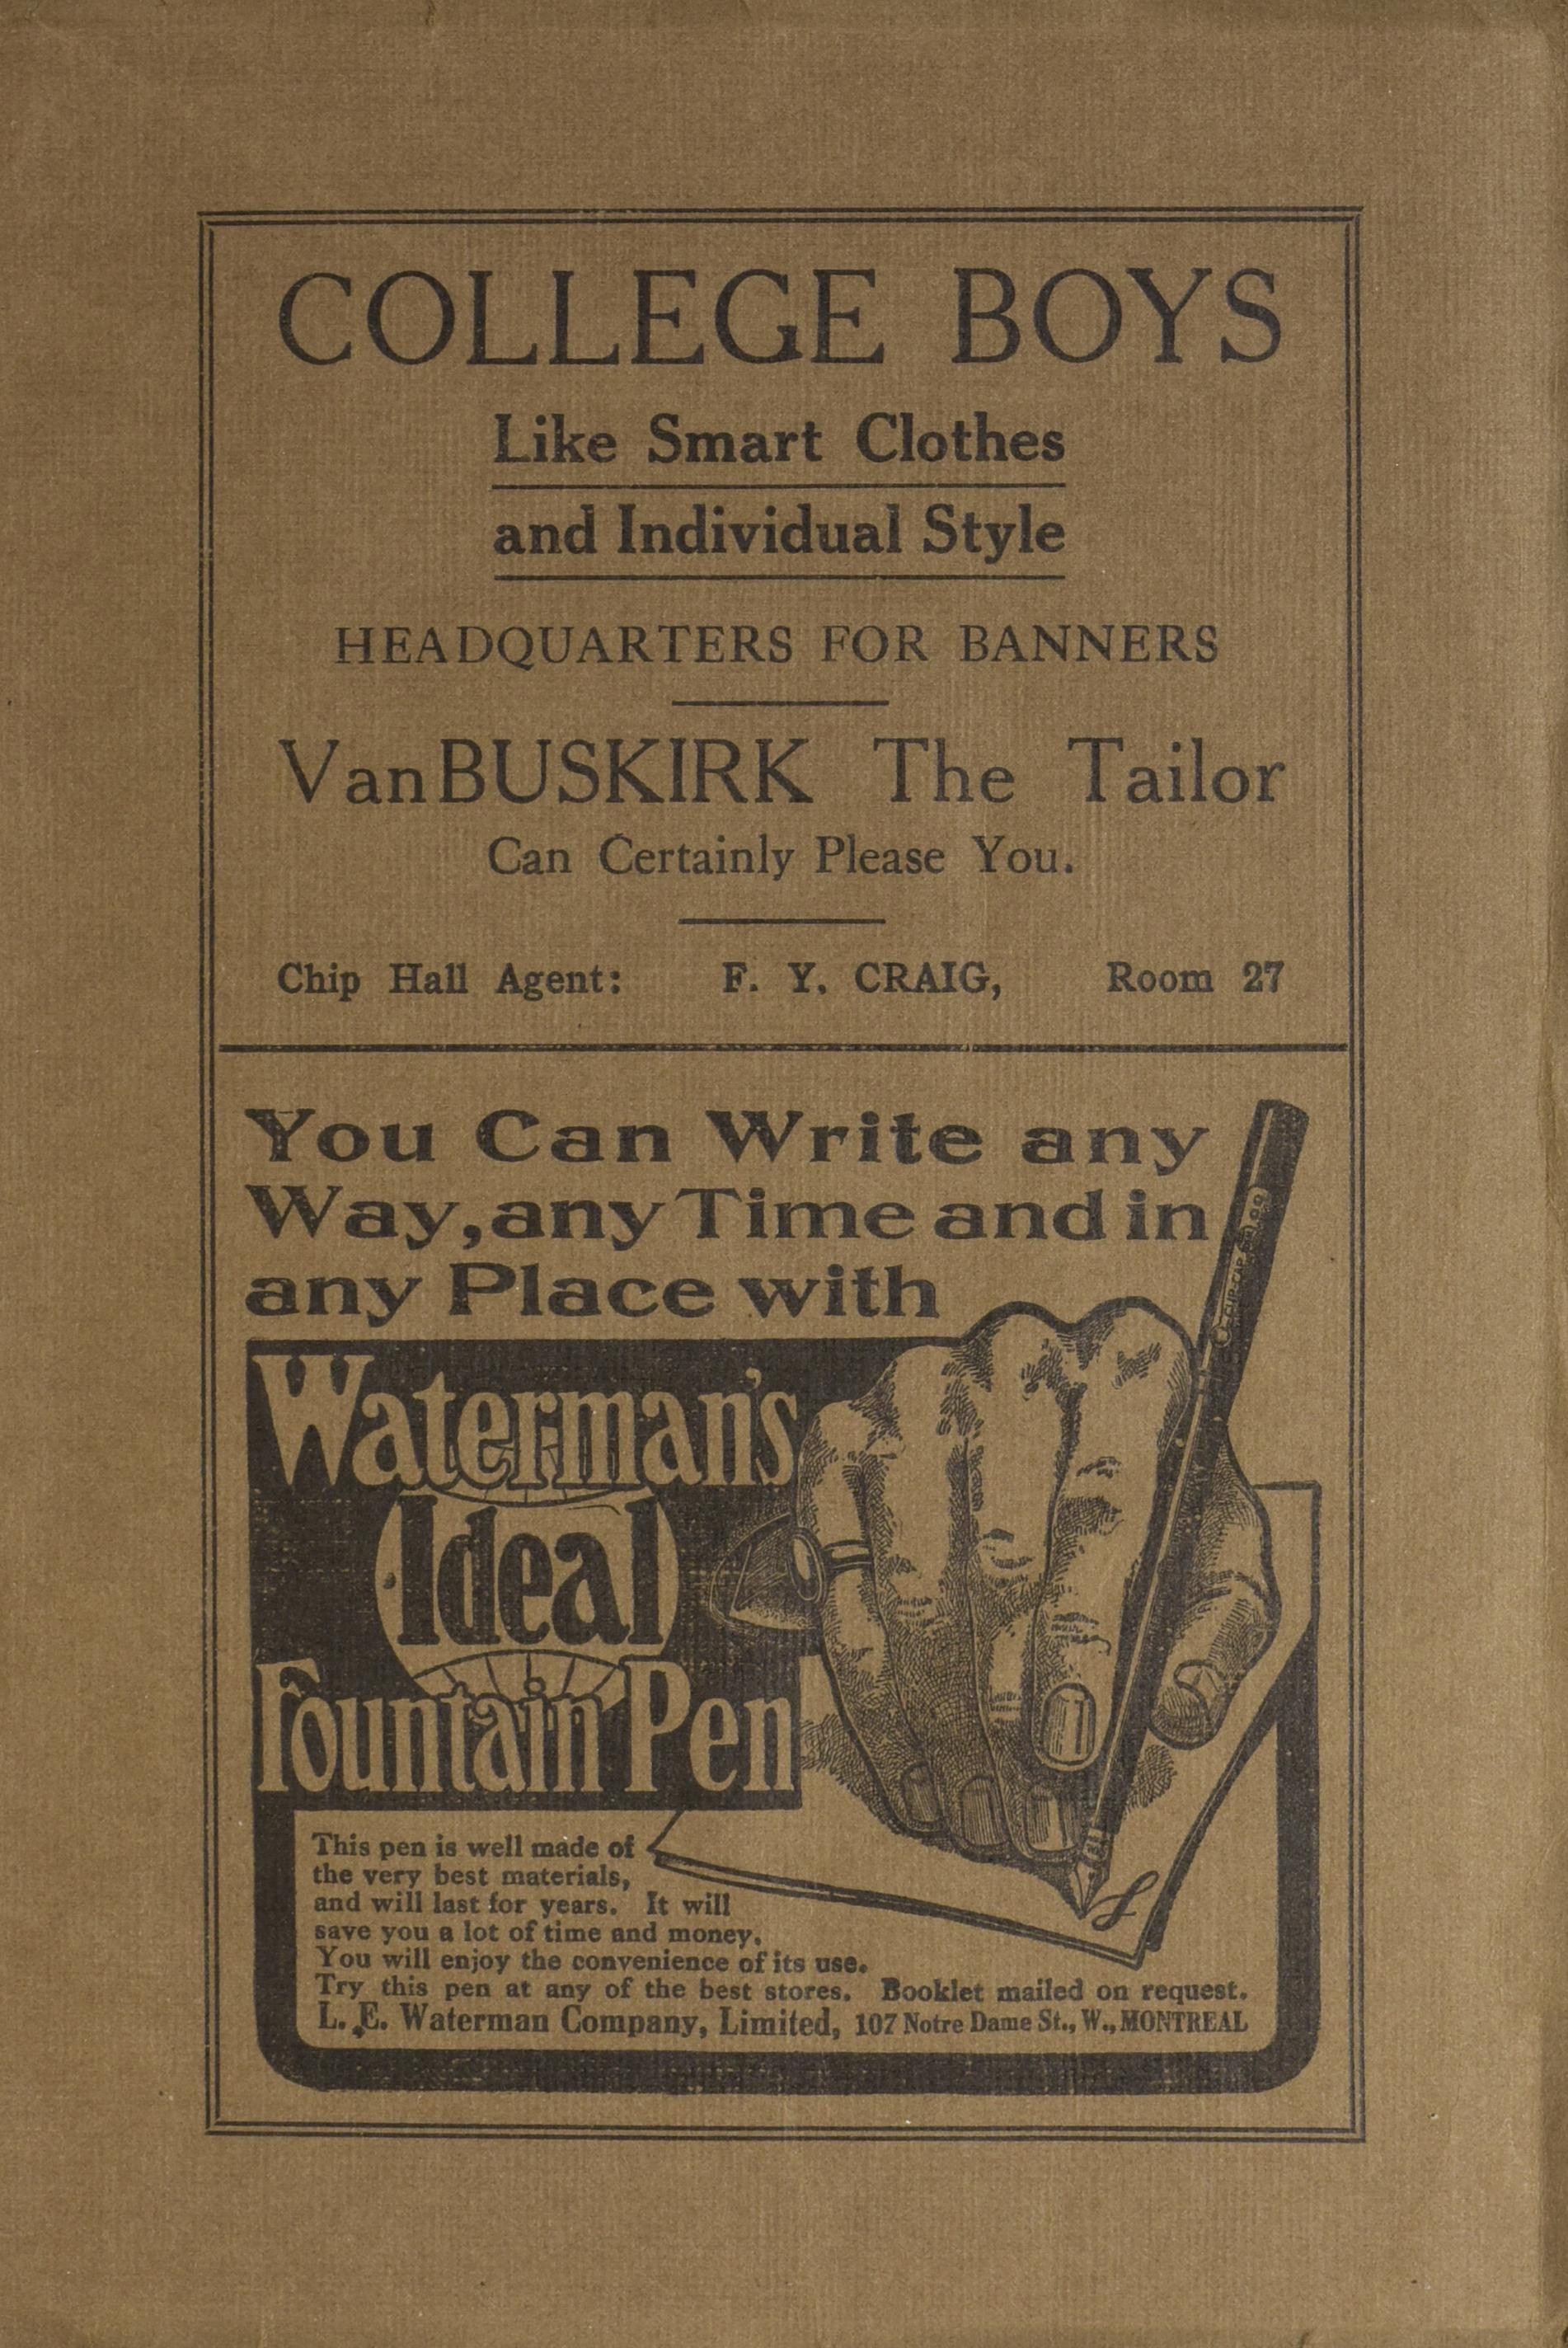 COLLEGE BOYS
Like Smart Clothes
and Individual Style
HEADQUARTERS FOR BANNERS
VanBUSKIRK The Tailor
Can Certainly Please You.
Chip Hall Agent: F. Y. CRAIG, Room 27
You Can Write any
Way, any Time and in
any Place with
CLIP-CAP
Waterman's
Ideal
Fountain Pen
This pen is well made of
the very best materials,
and will last for years. It will
save you a lot of time and money.
You will enjoy the convenience of its use.
Try this pen at any of the best stores. Booklet mailed on request.
L. E. Waterman Company, Limited, 107 Notre Dame St., W., MONTREAL